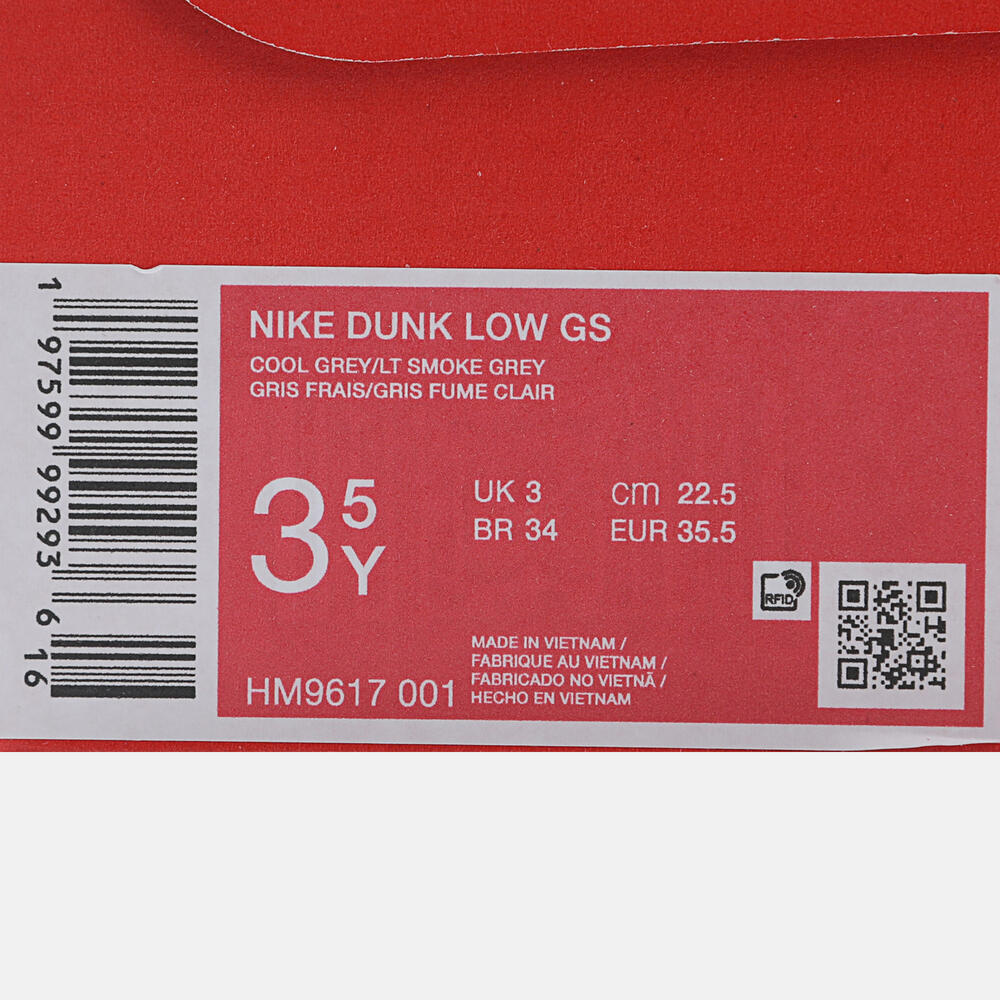 NIKE DUNK LOW GS
COOL GREY/LT SMOKE GREY
GRIS FRAIS/GRIS FUME CLAIR
3 5 Y
UK 3 cm 22.5
BR 34 EUR 35.5
RFID
MADE IN VIETNAM /
FABRIQUE AU VIETNAM /
FABRICADO NO VIETNÃ /
HECHO EN VIETNAM
HM9617 001
1 97599 99293 6 16